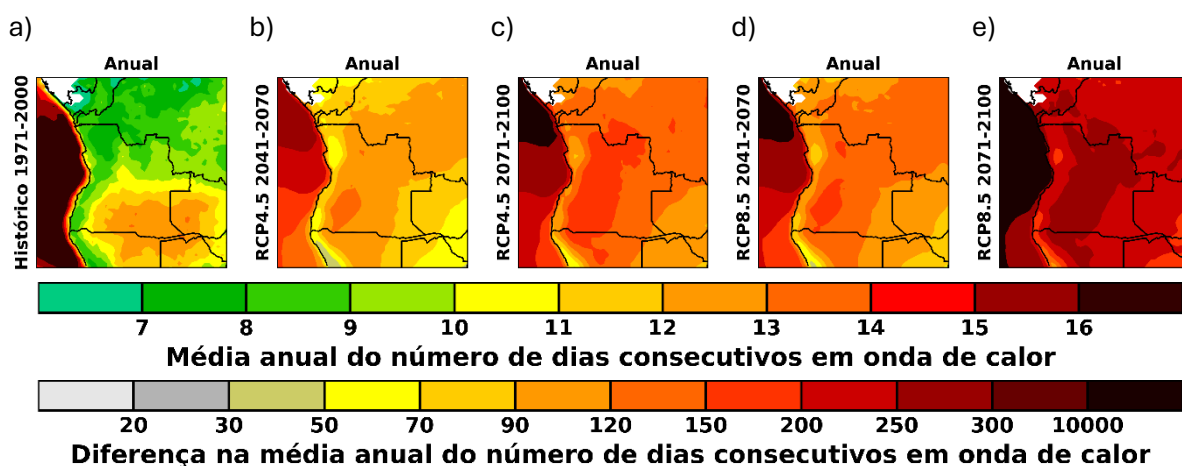 a) b) c) d) e)
Anual Anual Anual Anual Anual
Histórico 1971-2000
RCP4.5 2041-2070
RCP4.5 2071-2100
RCP8.5 2041-2070
RCP8.5 2071-2100
7 8 9 10 11 12 13 14 15 16
Média anual do número de dias consecutivos em onda de calor
20 30 50 70 90 120 150 200 250 300 10000
Diferença na média anual do número de dias consecutivos em onda de calor